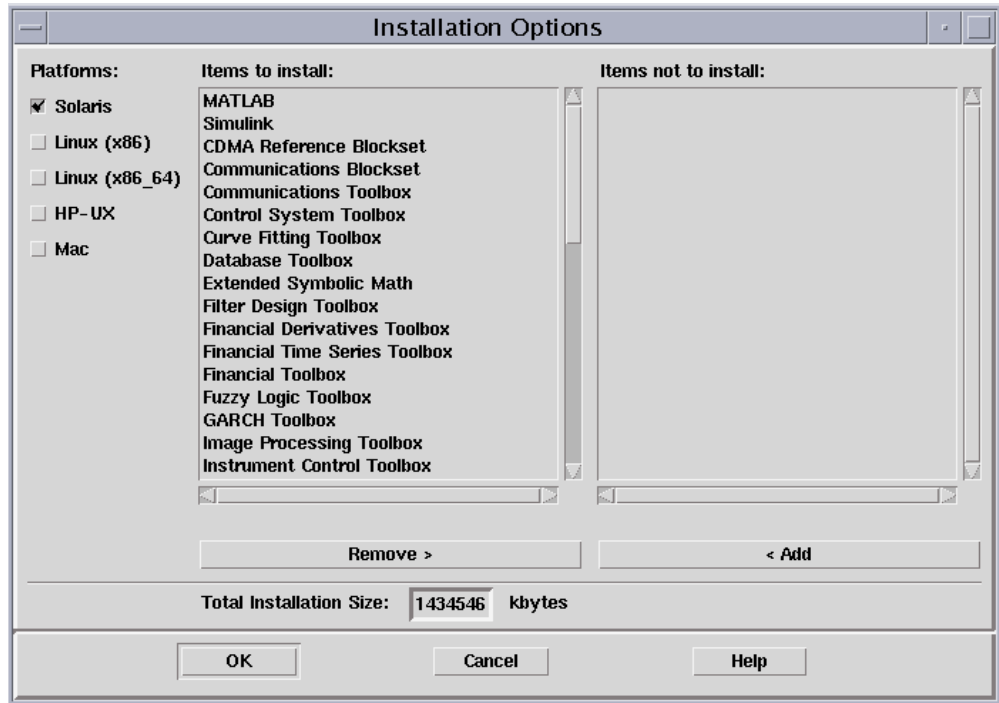 Installation Options
Platforms:
Solaris
Linux (x86)
Linux (x86_64)
HP-UX
Mac
Items to install:
MATLAB
Simulink
CDMA Reference Blockset
Communications Blockset
Communications Toolbox
Control System Toolbox
Curve Fitting Toolbox
Database Toolbox
Extended Symbolic Math
Filter Design Toolbox
Financial Derivatives Toolbox
Financial Time Series Toolbox
Financial Toolbox
Fuzzy Logic Toolbox
GARCH Toolbox
Image Processing Toolbox
Instrument Control Toolbox
Items not to install:
Remove >
< Add
Total Installation Size: 1434546 kbytes
OK Cancel Help